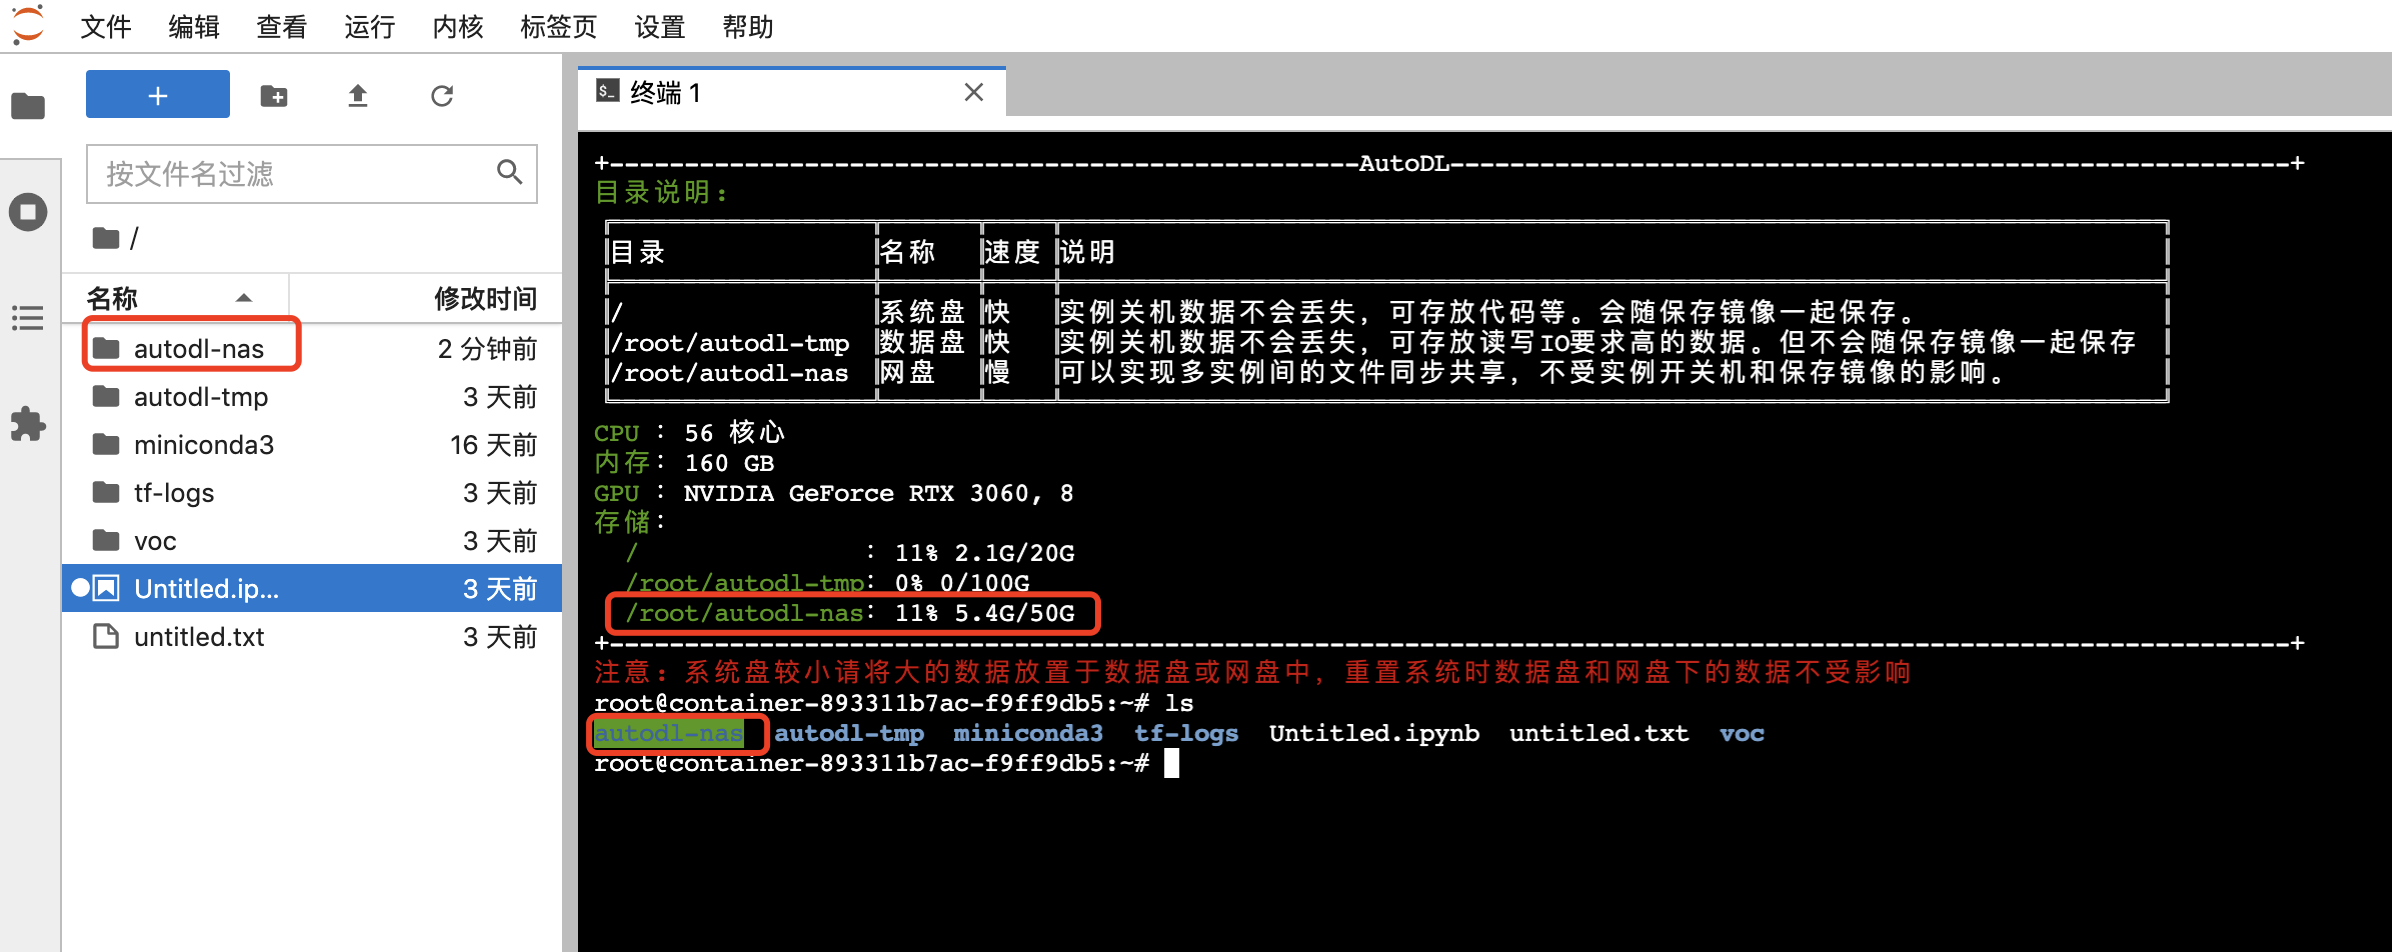 文件 编辑 查看 运行 内核 标签页 设置 帮助
+
按文件名过滤
/
名称 修改时间
autodl-nas 2 分钟前
autodl-tmp 3 天前
miniconda3 16 天前
tf-logs 3 天前
voc 3 天前
Untitled.ip... 3 天前
untitled.txt 3 天前
$_ 终端 1
+--------------------------------------------------AutoDL--------------------------------------------------------+
目录说明：
目录 名称 速度 说明
/ 系统盘 快 实例关机数据不会丢失，可存放代码等。会随保存镜像一起保存。
/root/autodl-tmp 数据盘 快 实例关机数据不会丢失，可存放读写IO要求高的数据。但不会随保存镜像一起保存
/root/autodl-nas 网盘 慢 可以实现多实例间的文件同步共享，不受实例开关机和保存镜像的影响。
CPU : 56 核心
内存: 160 GB
GPU : NVIDIA GeForce RTX 3060, 8
存储:
/ : 11% 2.1G/20G
/root/autodl-tmp: 0% 0/100G
/root/autodl-nas: 11% 5.4G/50G
+----------------------------------------------------------------------------------------------------------------+
注意：系统盘较小请将大的数据放置于数据盘或网盘中，重置系统时数据盘和网盘下的数据不受影响
root@container-893311b7ac-f9ff9db5:~# ls
autodl-nas autodl-tmp miniconda3 tf-logs Untitled.ipynb untitled.txt voc
root@container-893311b7ac-f9ff9db5:~#